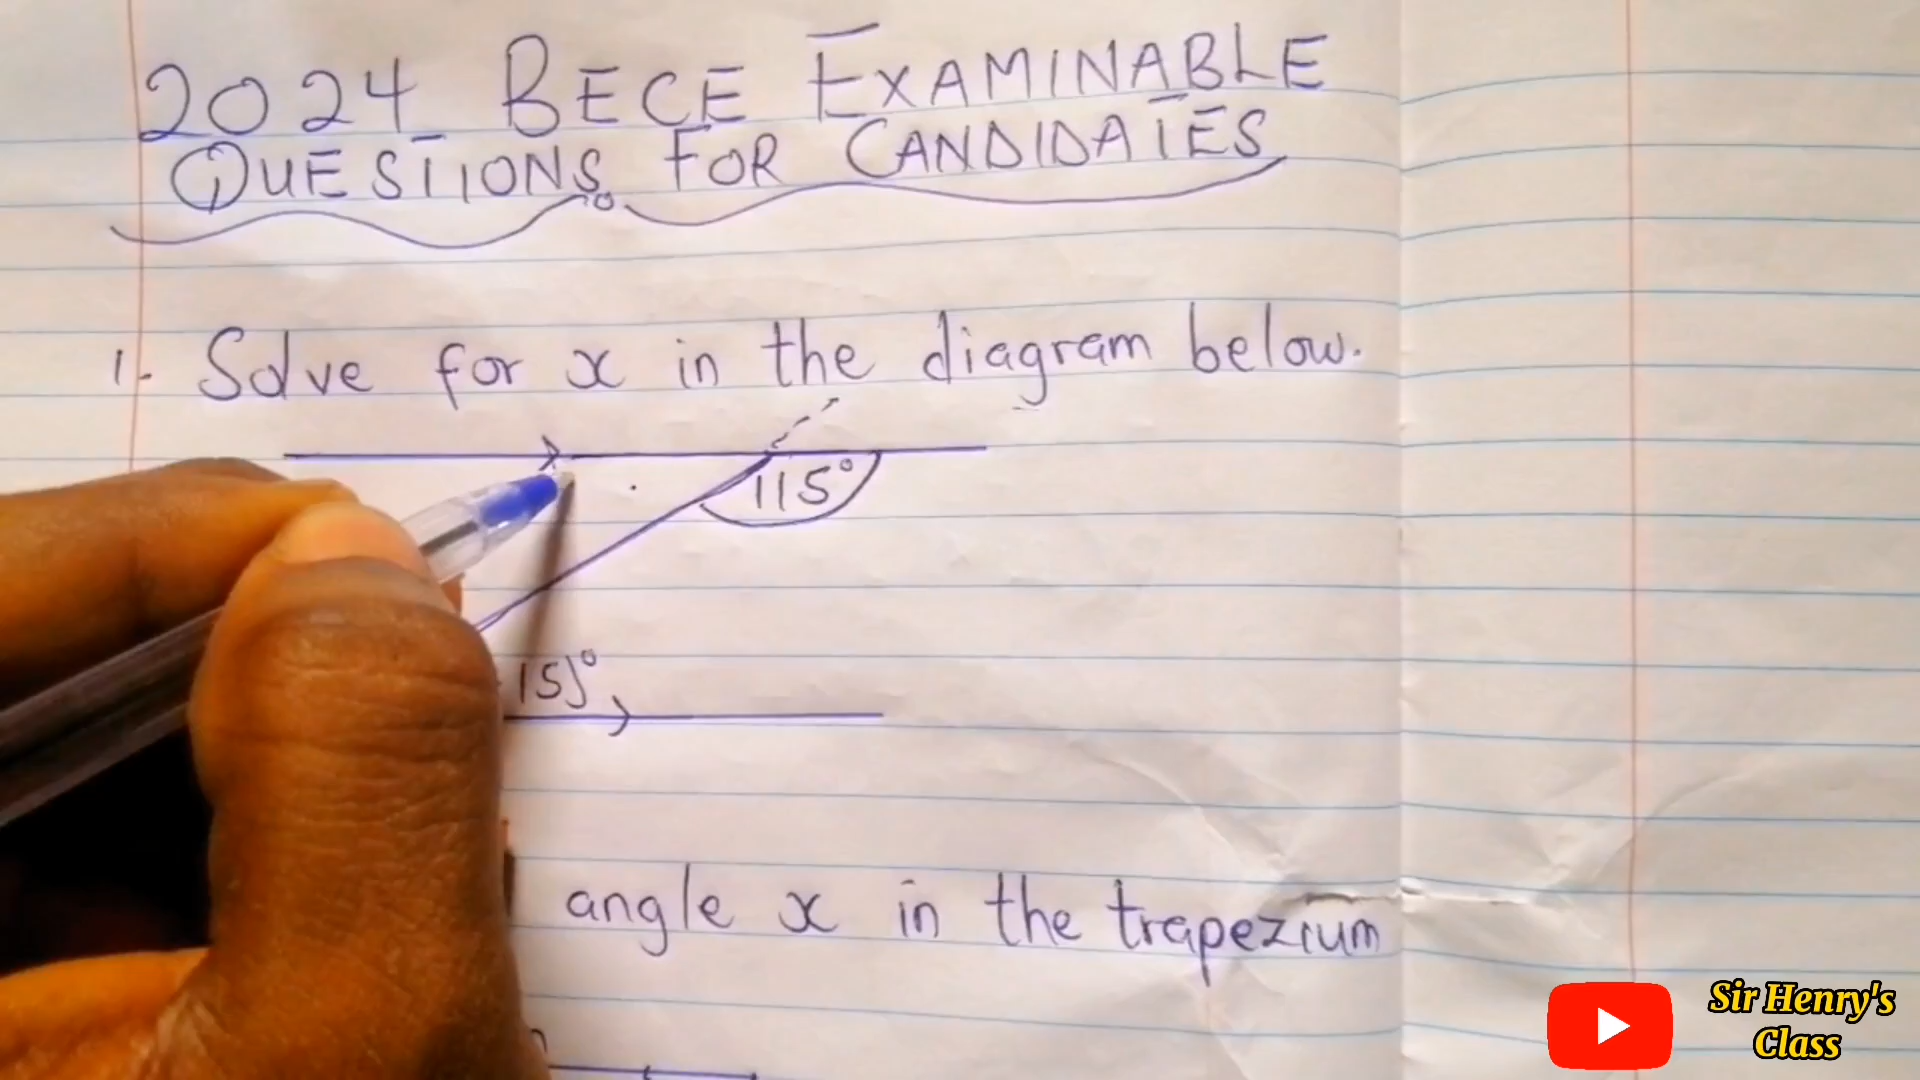 2024 BECE EXAMINABLE
QUESTIONS FOR CANDIDATES
1. Solve for x in the diagram below.
115°
15)°
angle x in the trapezium
Sir Henry's
Class